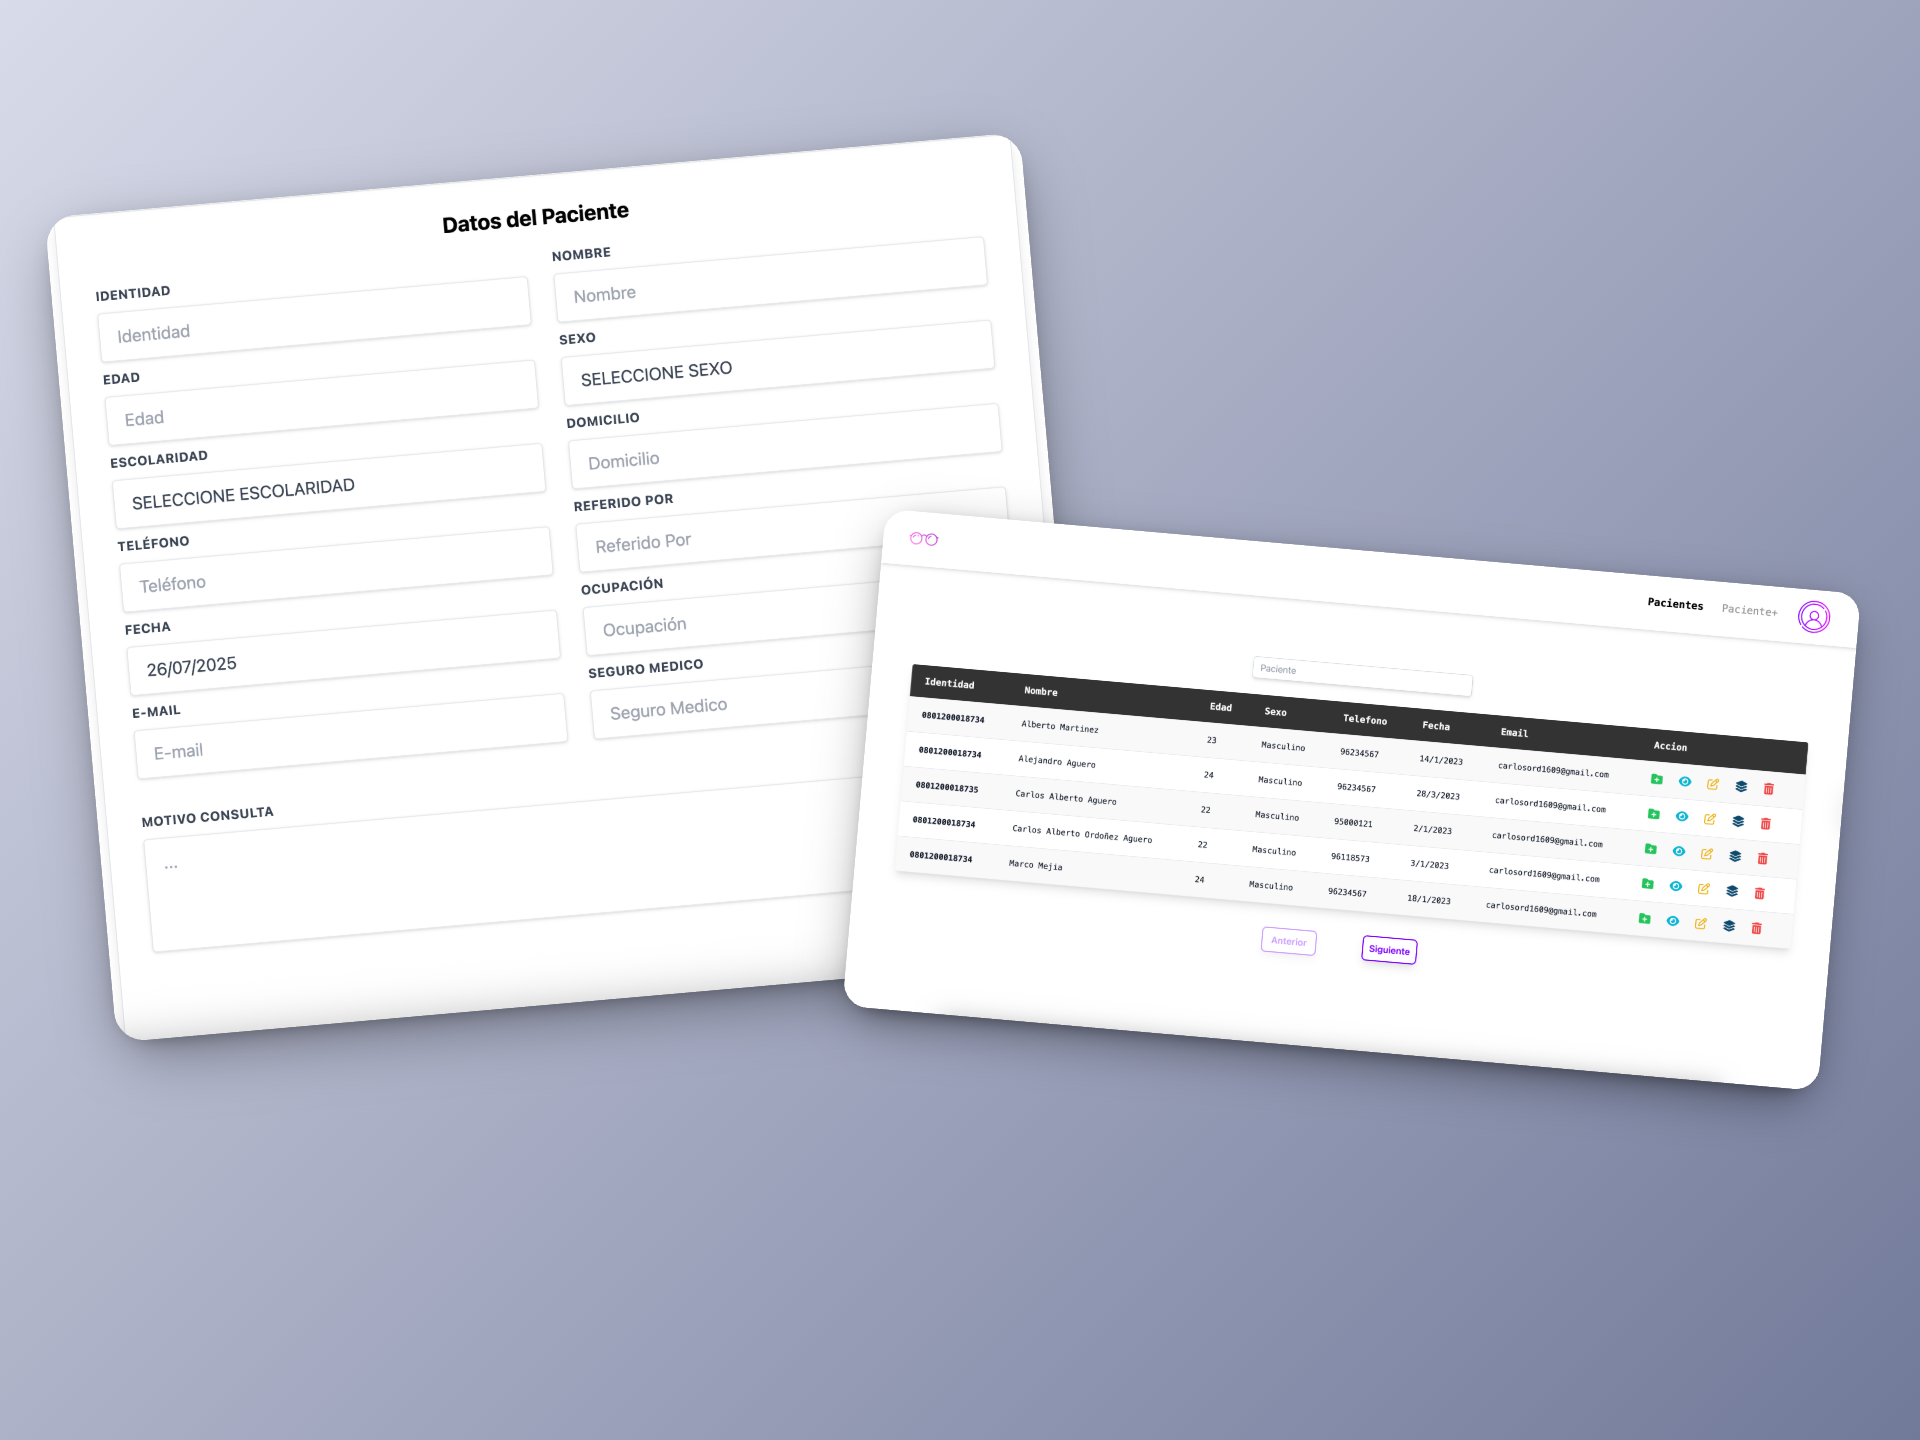 Datos del Paciente
IDENTIDAD
Identidad
NOMBRE
Nombre
EDAD
Edad
SEXO
SELECCIONE SEXO
ESCOLARIDAD
SELECCIONE ESCOLARIDAD
DOMICILIO
Domicilio
TELÉFONO
Teléfono
REFERIDO POR
Referido Por
FECHA
26/07/2025
OCUPACIÓN
Ocupación
E-MAIL
E-mail
SEGURO MEDICO
Seguro Medico
MOTIVO CONSULTA
...
Pacientes Paciente+
Paciente
Identidad Nombre Edad Sexo Telefono Fecha Email Accion
0801200018734 Alberto Martinez 23 Masculino 96234567 14/1/2023 carlosord1609@gmail.com
0801200018734 Alejandro Aguero 24 Masculino 96234567 28/3/2023 carlosord1609@gmail.com
0801200018735 Carlos Alberto Aguero 22 Masculino 95000121 2/1/2023 carlosord1609@gmail.com
0801200018734 Carlos Alberto Ordoñez Aguero 22 Masculino 96118573 3/1/2023 carlosord1609@gmail.com
0801200018734 Marco Mejia 24 Masculino 96234567 18/1/2023 carlosord1609@gmail.com
Anterior Siguiente